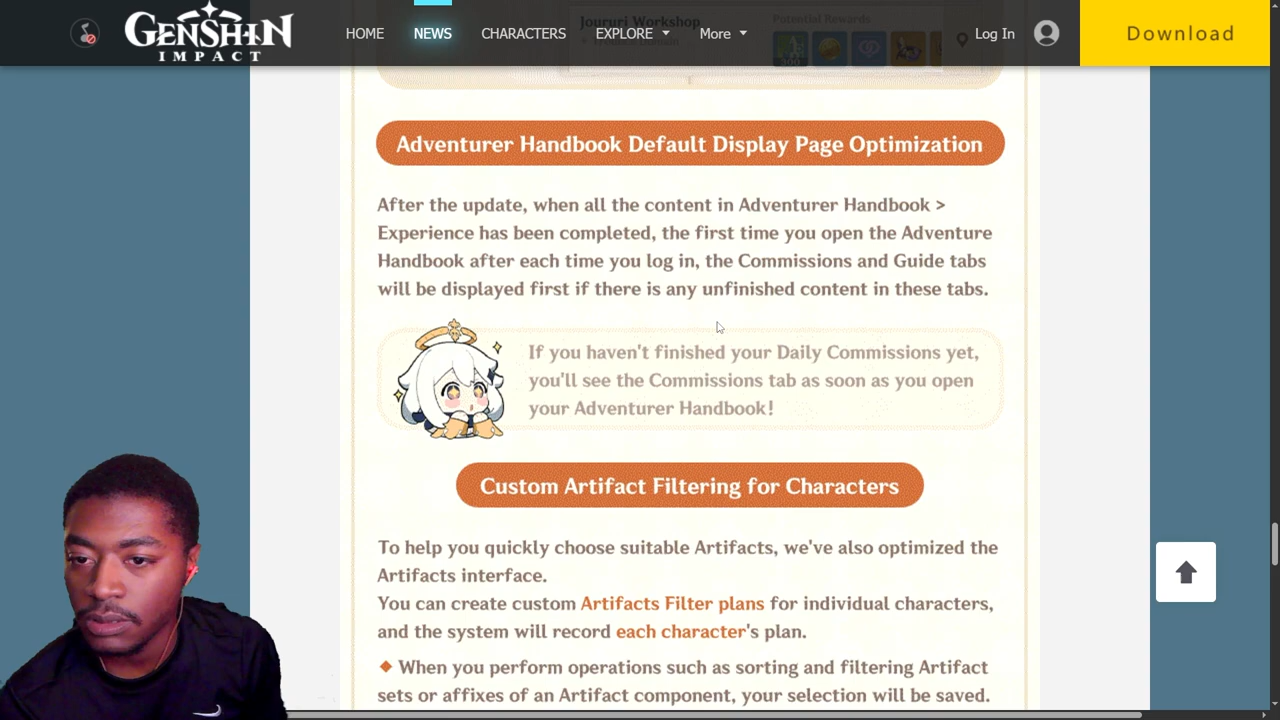 GENSHIN
IMPACT
HOME
NEWS
CHARACTERS
EXPLORE
More
Log In
Download
Joururi Workshop
Potential Rewards
Adventurer Handbook Default Display Page Optimization
After the update, when all the content in Adventurer Handbook >
Experience has been completed, the first time you open the Adventure
Handbook after each time you log in, the Commissions and Guide tabs
will be displayed first if there is any unfinished content in these tabs.
If you haven't finished your Daily Commissions yet,
you'll see the Commissions tab as soon as you open
your Adventurer Handbook!
Custom Artifact Filtering for Characters
To help you quickly choose suitable Artifacts, we've also optimized the
Artifacts interface.
You can create custom Artifacts Filter plans for individual characters,
and the system will record each character's plan.
◆ When you perform operations such as sorting and filtering Artifact
sets or affixes of an Artifact component, your selection will be saved.